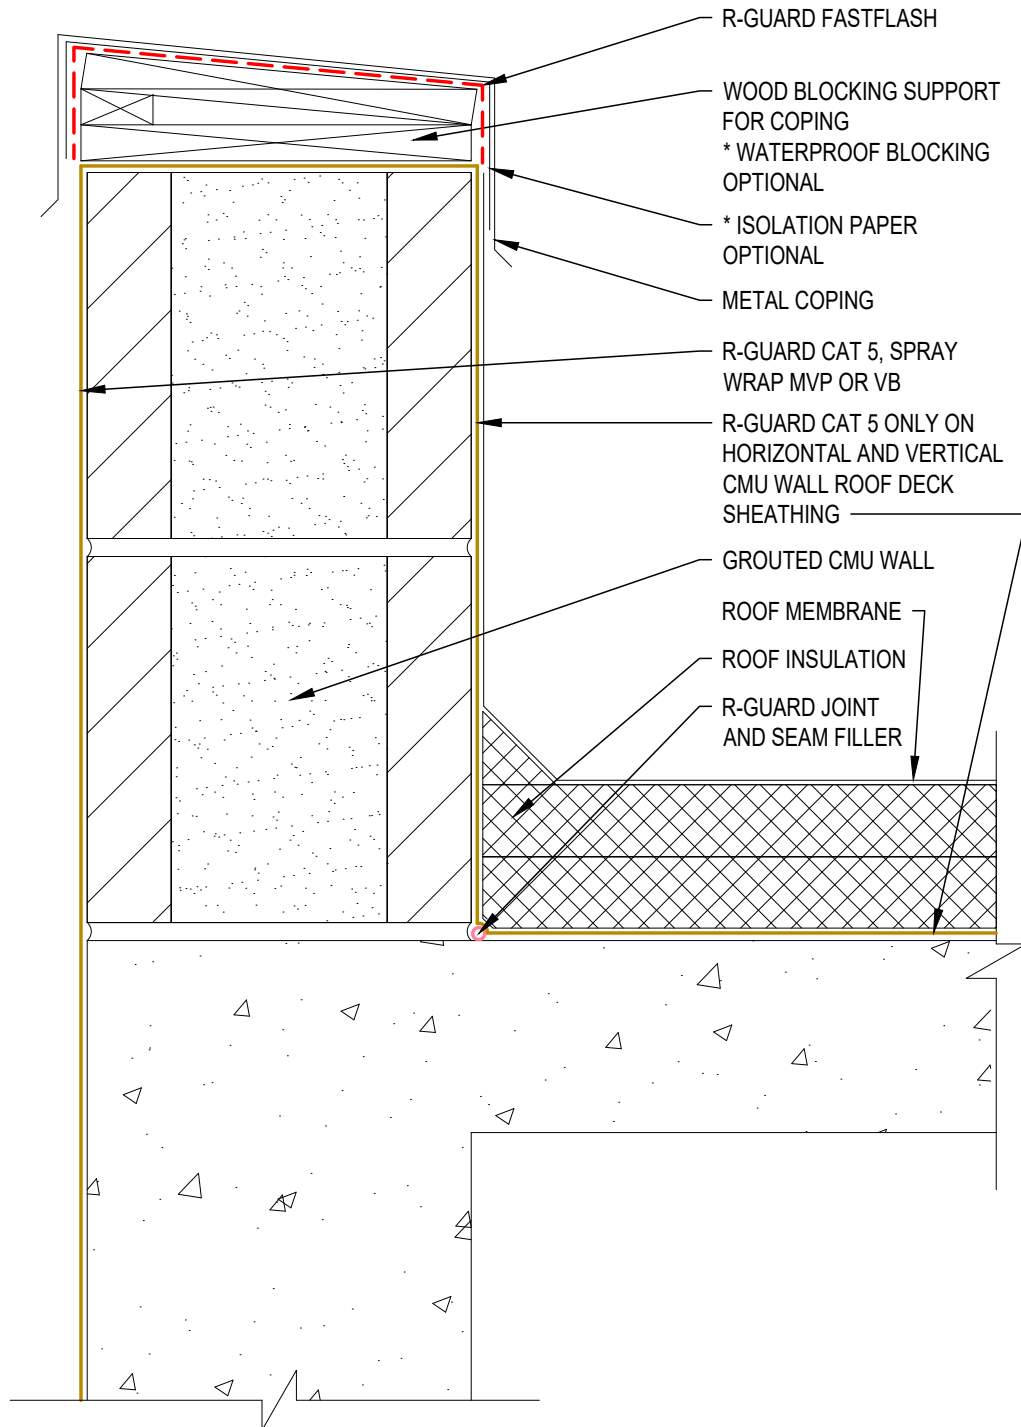 R-GUARD FASTFLASH
WOOD BLOCKING SUPPORT
FOR COPING
* WATERPROOF BLOCKING
OPTIONAL
* ISOLATION PAPER
OPTIONAL
METAL COPING
R-GUARD CAT 5, SPRAY
WRAP MVP OR VB
R-GUARD CAT 5 ONLY ON
HORIZONTAL AND VERTICAL
CMU WALL ROOF DECK
SHEATHING
GROUTED CMU WALL
ROOF MEMBRANE
ROOF INSULATION
R-GUARD JOINT
AND SEAM FILLER